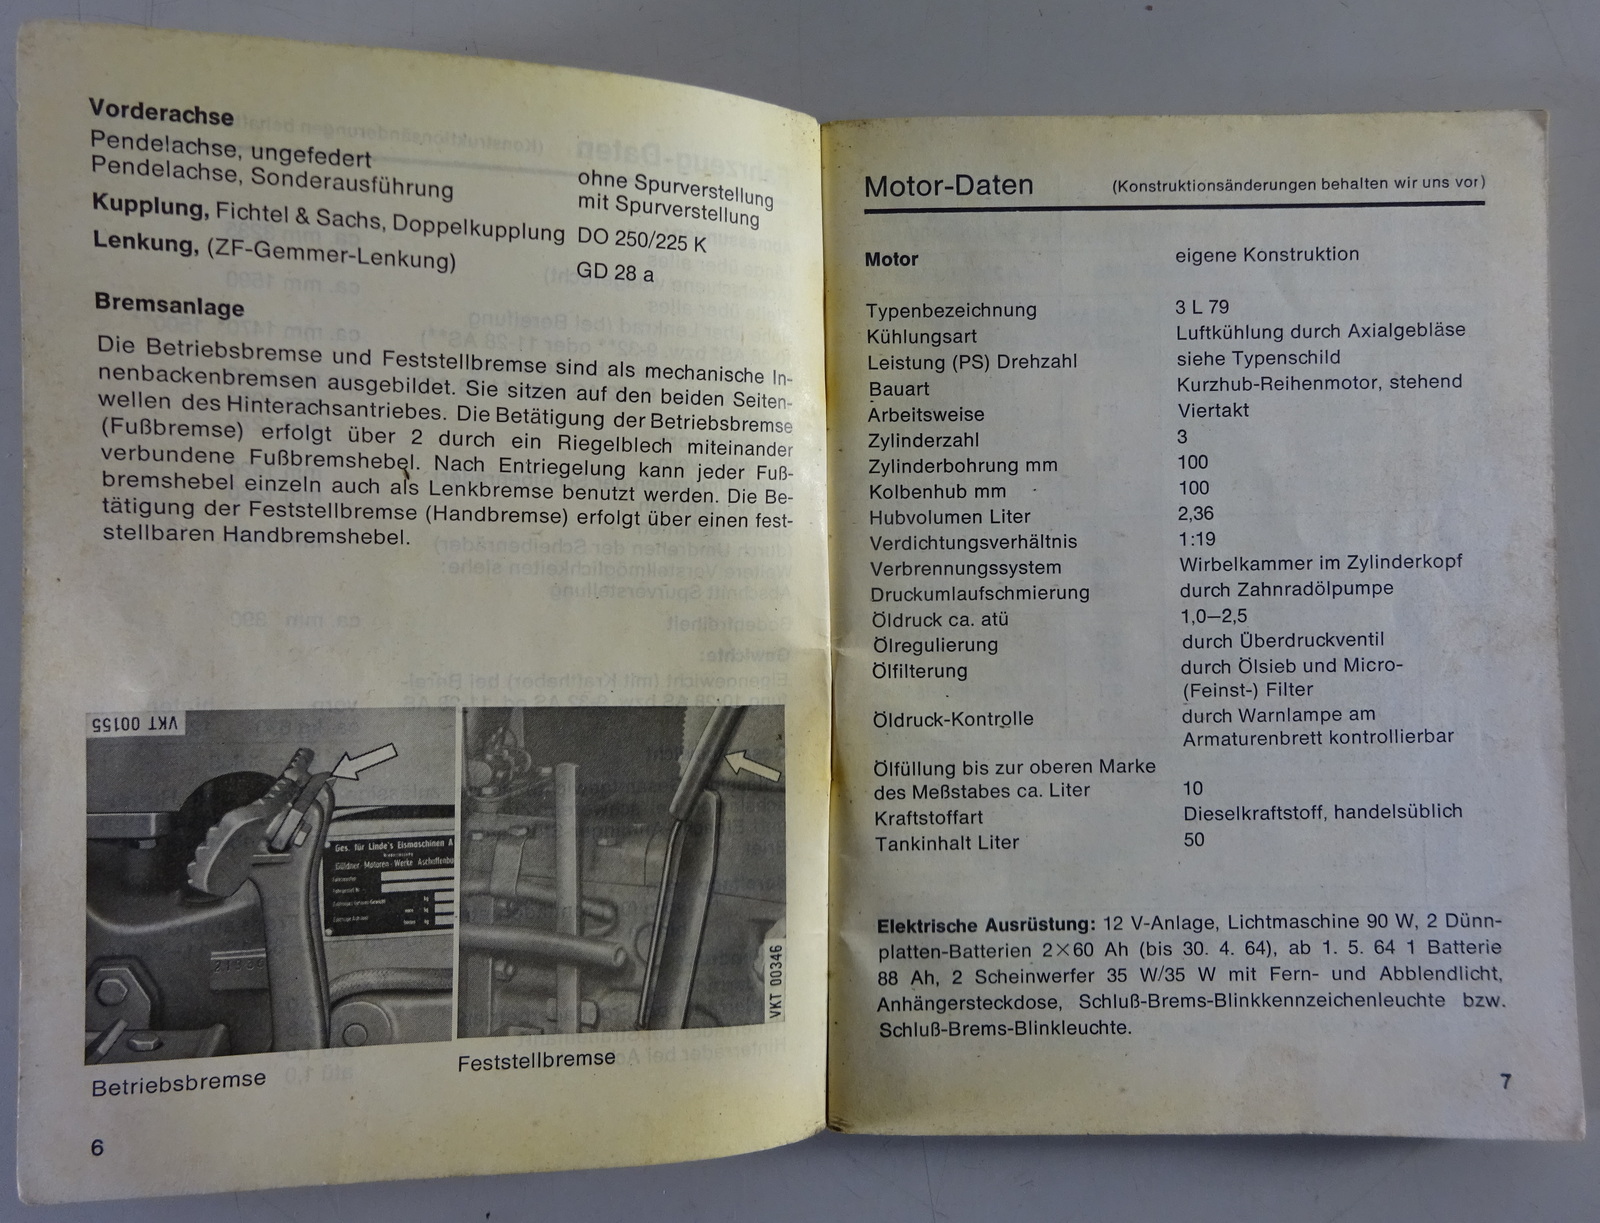 Vorderachse
Pendelachse, ungefedert ohne Spurverstellung
Pendelachse, Sonderausführung mit Spurverstellung
Kupplung, Fichtel & Sachs, Doppelkupplung DO 250/225 K
Lenkung, (ZF-Gemmer-Lenkung) GD 28 a
Bremsanlage
Die Betriebsbremse und Feststellbremse sind als mechanische In-
nenbackenbremsen ausgebildet. Sie sitzen auf den beiden Seiten-
wellen des Hinterachsantriebes. Die Betätigung der Betriebsbremse
(Fußbremse) erfolgt über 2 durch ein Riegelblech miteinander
verbundene Fußbremshebel. Nach Entriegelung kann jeder Fuß-
bremshebel einzeln auch als Lenkbremse benutzt werden. Die Be-
tätigung der Feststellbremse (Handbremse) erfolgt über einen fest-
stellbaren Handbremshebel.
VKT 00155
Ges. für Linde's Eismaschinen A
Güldner-Motoren-Werke Aschaffenbu
VKT 00346
Betriebsbremse
Feststellbremse
6
Motor-Daten (Konstruktionsänderungen behalten wir uns vor)
Motor eigene Konstruktion
Typenbezeichnung 3 L 79
Kühlungsart Luftkühlung durch Axialgebläse
Leistung (PS) Drehzahl siehe Typenschild
Bauart Kurzhub-Reihenmotor, stehend
Arbeitsweise Viertakt
Zylinderzahl 3
Zylinderbohrung mm 100
Kolbenhub mm 100
Hubvolumen Liter 2,36
Verdichtungsverhältnis 1:19
Verbrennungssystem Wirbelkammer im Zylinderkopf
Druckumlaufschmierung durch Zahnradölpumpe
Öldruck ca. atü 1,0—2,5
Ölregulierung durch Überdruckventil
Ölfilterung durch Ölsieb und Micro-
(Feinst-) Filter
Öldruck-Kontrolle durch Warnlampe am
Armaturenbrett kontrollierbar
Ölfüllung bis zur oberen Marke
des Meßstabes ca. Liter 10
Kraftstoffart Dieselkraftstoff, handelsüblich
Tankinhalt Liter 50
Elektrische Ausrüstung: 12 V-Anlage, Lichtmaschine 90 W, 2 Dünn-
platten-Batterien 2×60 Ah (bis 30. 4. 64), ab 1. 5. 64 1 Batterie
88 Ah, 2 Scheinwerfer 35 W/35 W mit Fern- und Abblendlicht,
Anhängersteckdose, Schluß-Brems-Blinkkennzeichenleuchte bzw.
Schluß-Brems-Blinkleuchte.
7